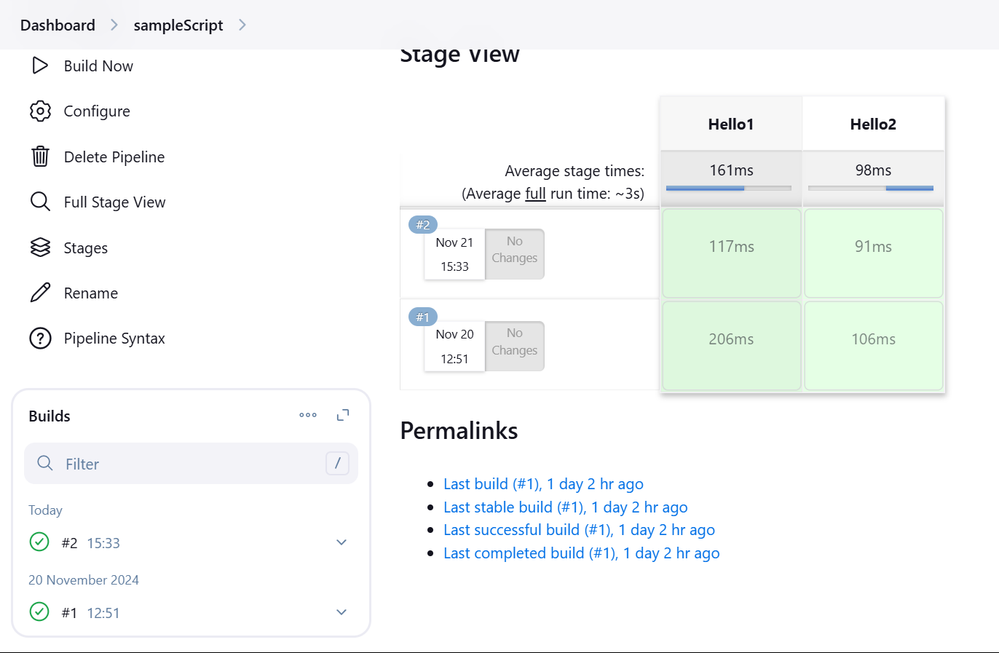 Dashboard
sampleScript
Build Now
Configure
Delete Pipeline
Full Stage View
Stages
Rename
Pipeline Syntax
Builds
Filter
/
Today
#2 15:33
20 November 2024
#1 12:51
Stage View
Hello1 Hello2
Average stage times:
161ms 98ms
(Average full run time: ~3s)
#2
Nov 21
15:33
No
Changes
117ms 91ms
#1
Nov 20
12:51
No
Changes
206ms 106ms
Permalinks
Last build (#1), 1 day 2 hr ago
Last stable build (#1), 1 day 2 hr ago
Last successful build (#1), 1 day 2 hr ago
Last completed build (#1), 1 day 2 hr ago